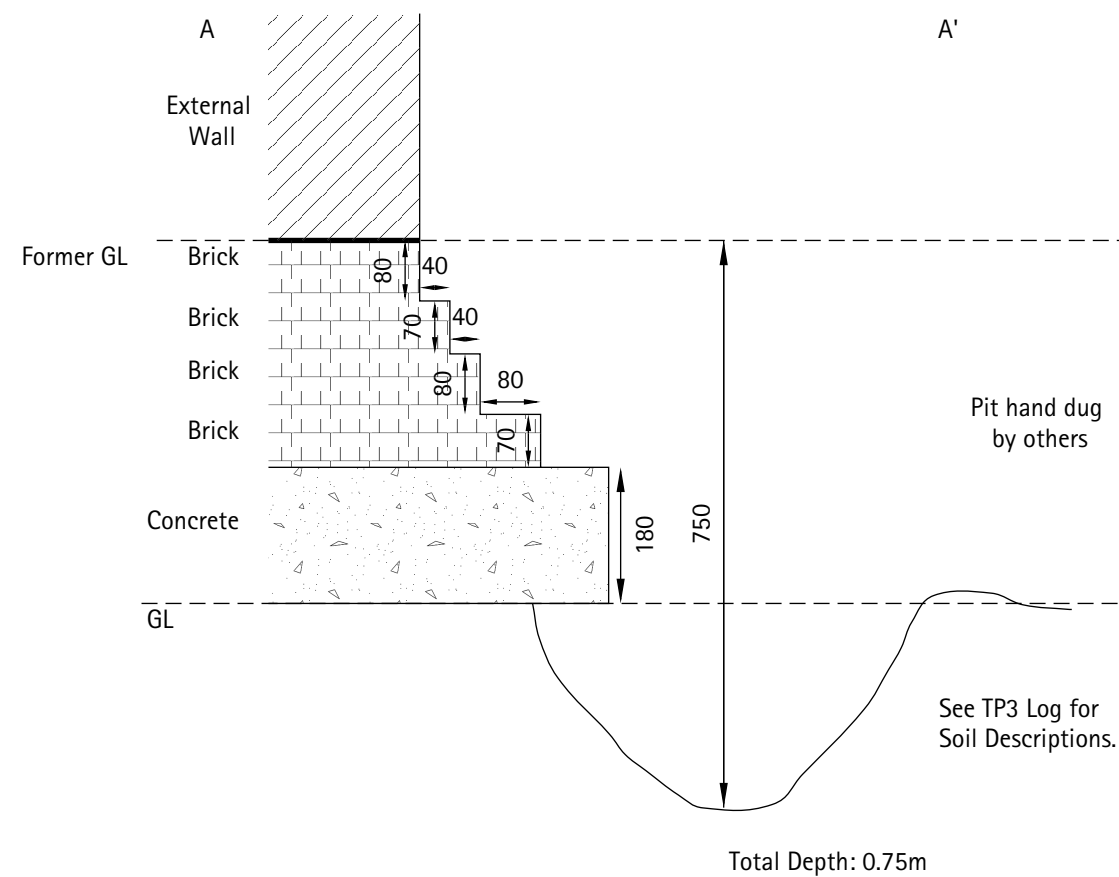 A
A'
External
Wall
Former GL
Brick
80
40
Brick
70
40
Brick
80
80
Brick
70
Pit hand dug
by others
Concrete
180
750
GL
See TP3 Log for
Soil Descriptions.
Total Depth: 0.75m